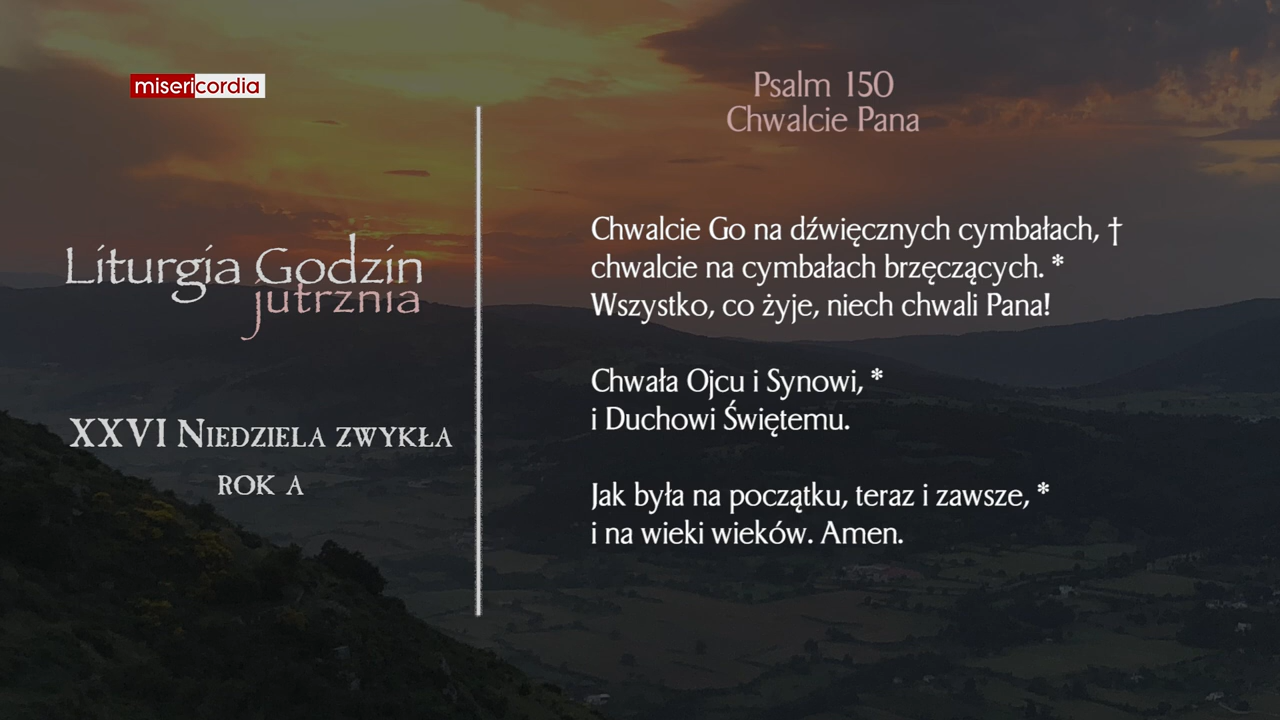 misericordia
Liturgia Godzin
jutrznia
XXVI Niedziela zwykła
rok A
Psalm 150
Chwalcie Pana
Chwalcie Go na dźwięcznych cymbałach, †
chwalcie na cymbałach brzęczących. *
Wszystko, co żyje, niech chwali Pana!
Chwała Ojcu i Synowi, *
i Duchowi Świętemu.
Jak była na początku, teraz i zawsze, *
i na wieki wieków. Amen.